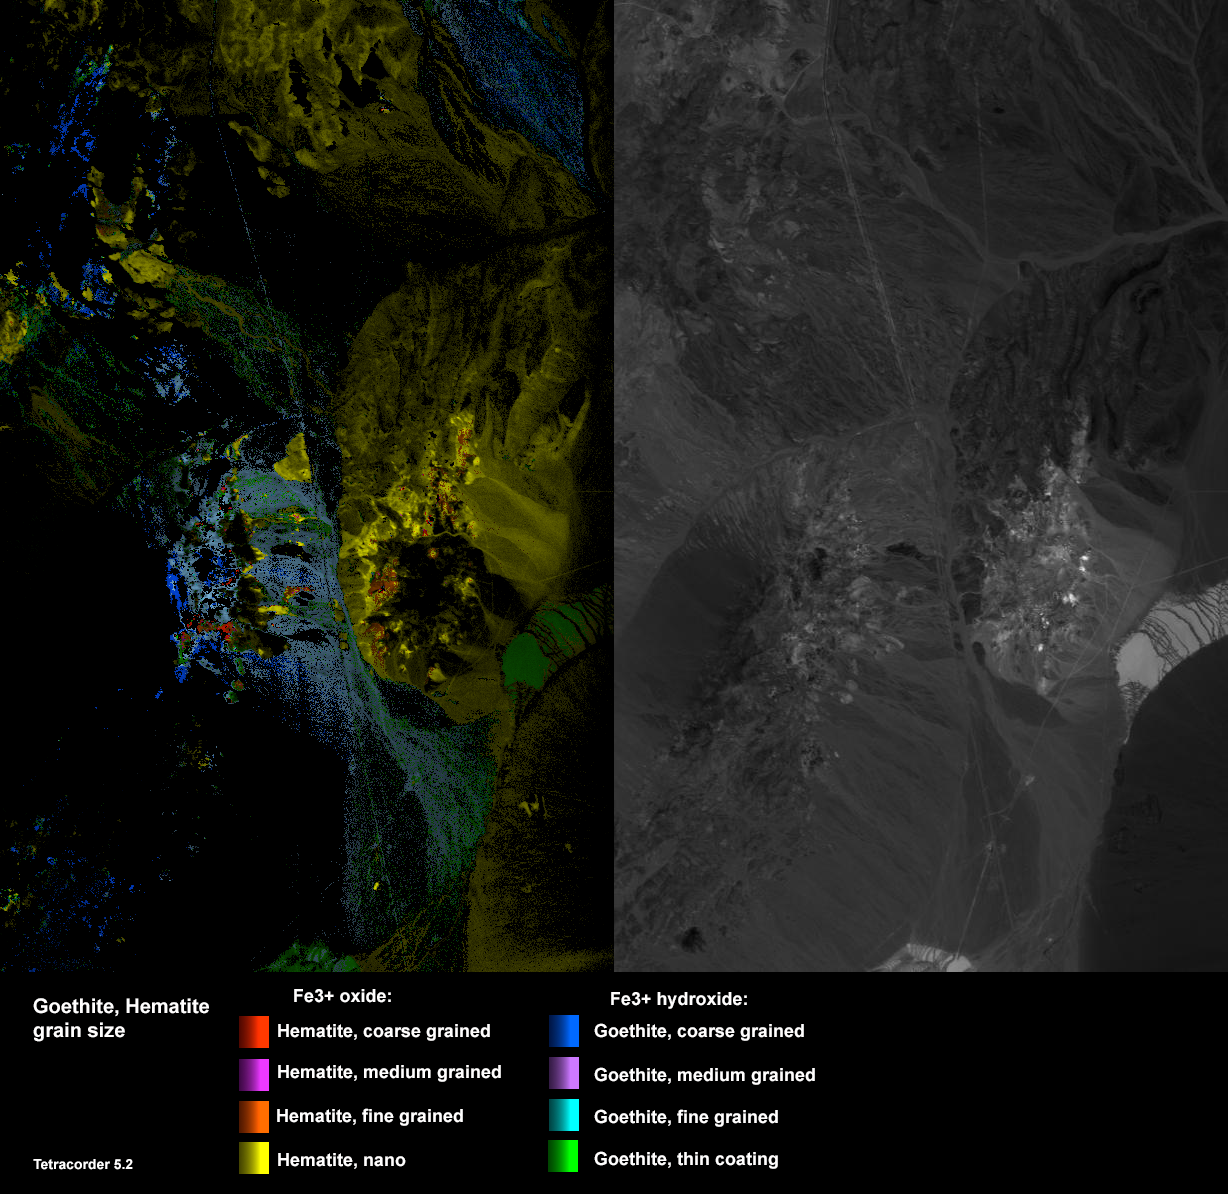 Goethite, Hematite
grain size
Fe3+ oxide:
Hematite, coarse grained
Hematite, medium grained
Hematite, fine grained
Hematite, nano
Fe3+ hydroxide:
Goethite, coarse grained
Goethite, medium grained
Goethite, fine grained
Goethite, thin coating
Tetracorder 5.2